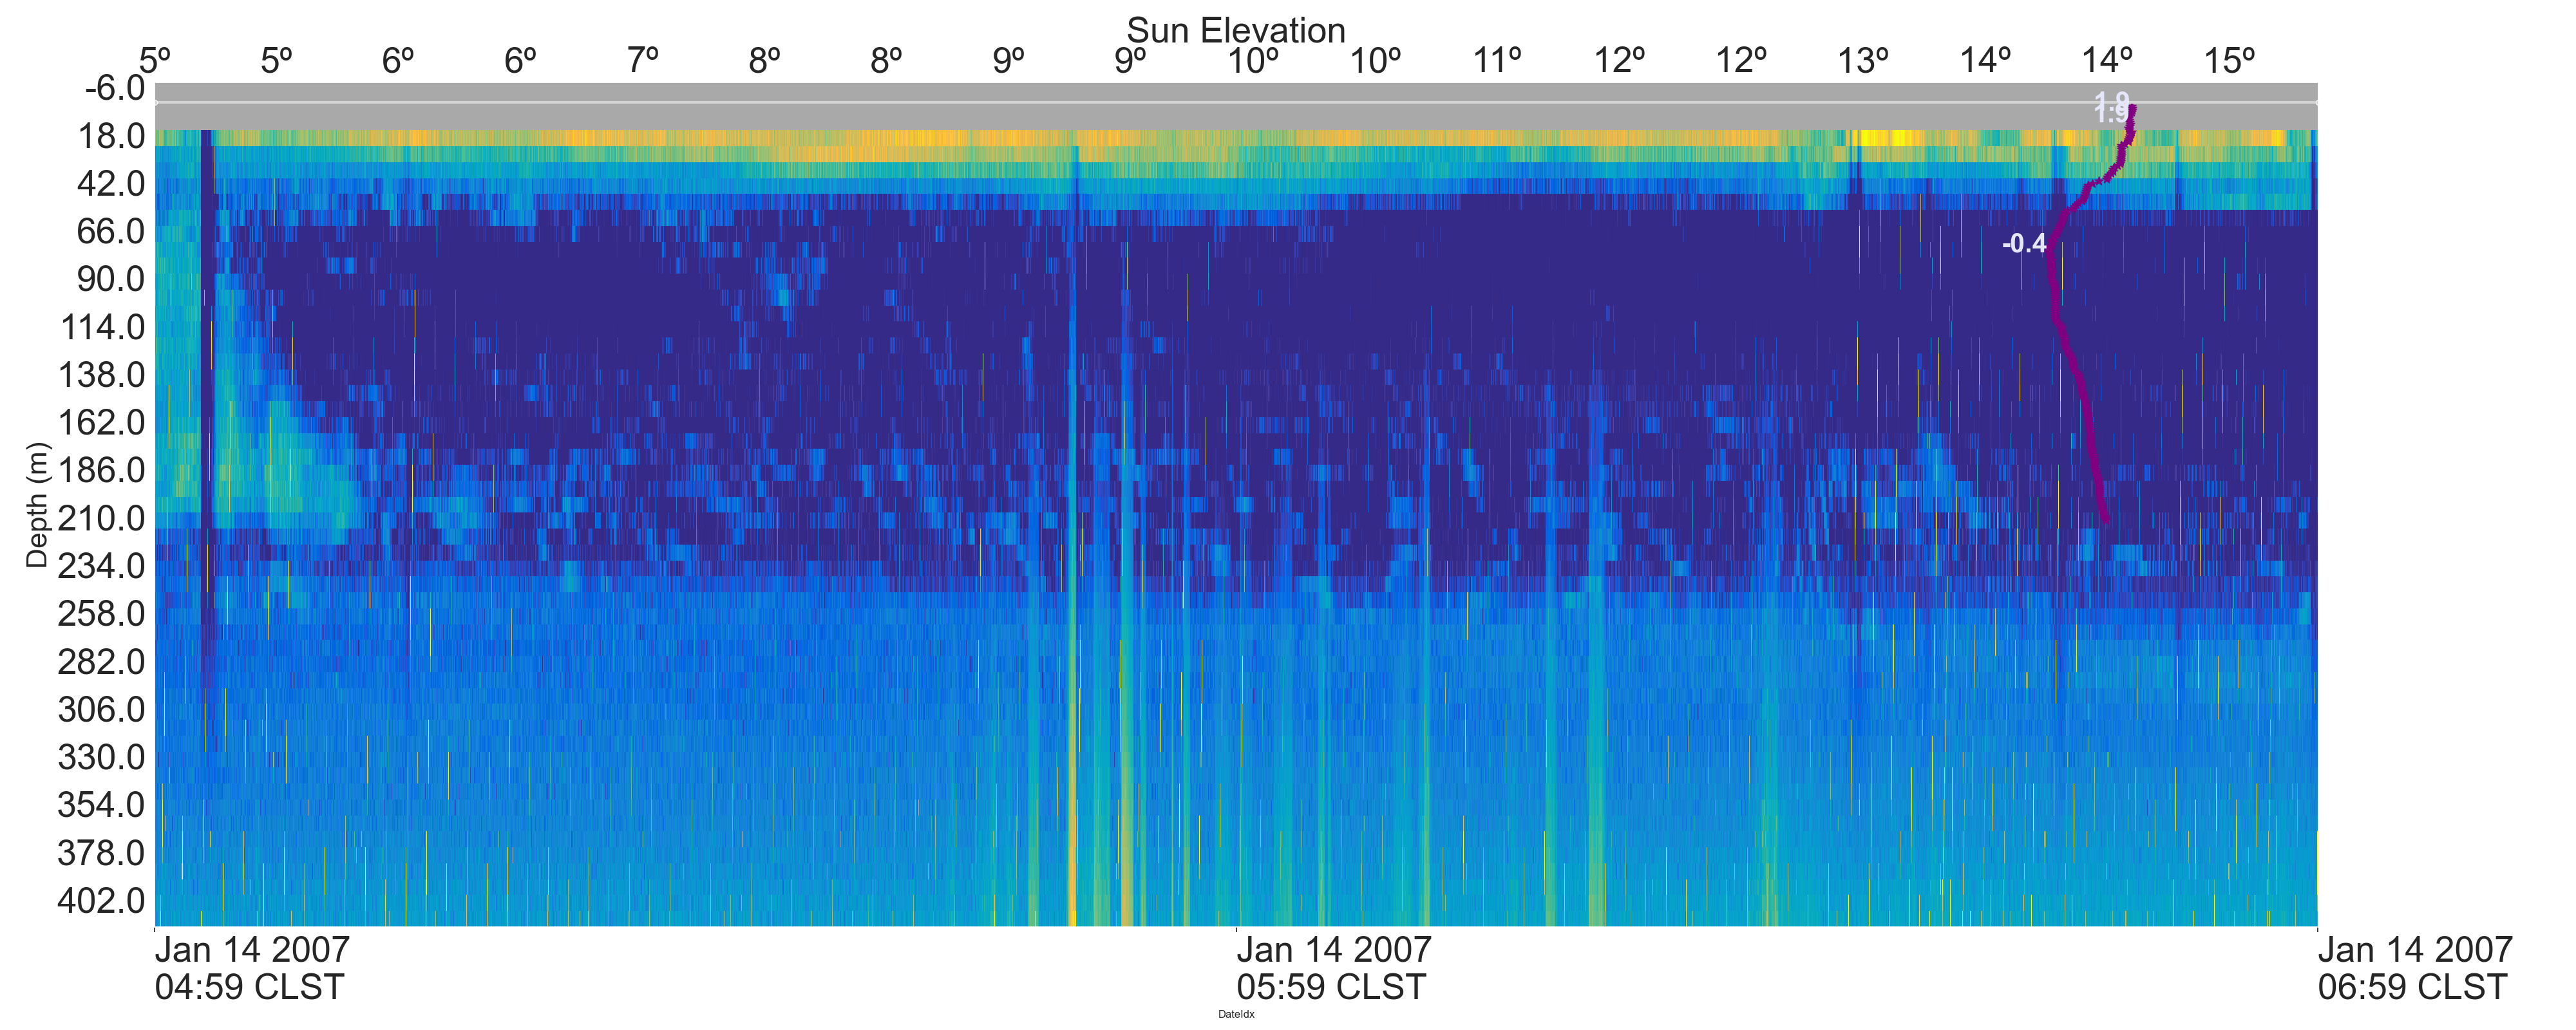 Sun Elevation
5º 5º 6º 6º 7º 8º 8º 9º 9º 10º 10º 11º 12º 12º 13º 14º 14º 15º
-6.0
18.0
42.0
66.0
90.0
114.0
138.0
162.0
186.0
210.0
234.0
258.0
282.0
306.0
330.0
354.0
378.0
402.0
Depth (m)
1.9
1.9
-0.4
Jan 14 2007
04:59 CLST
Jan 14 2007
05:59 CLST
Jan 14 2007
06:59 CLST
DateIdx